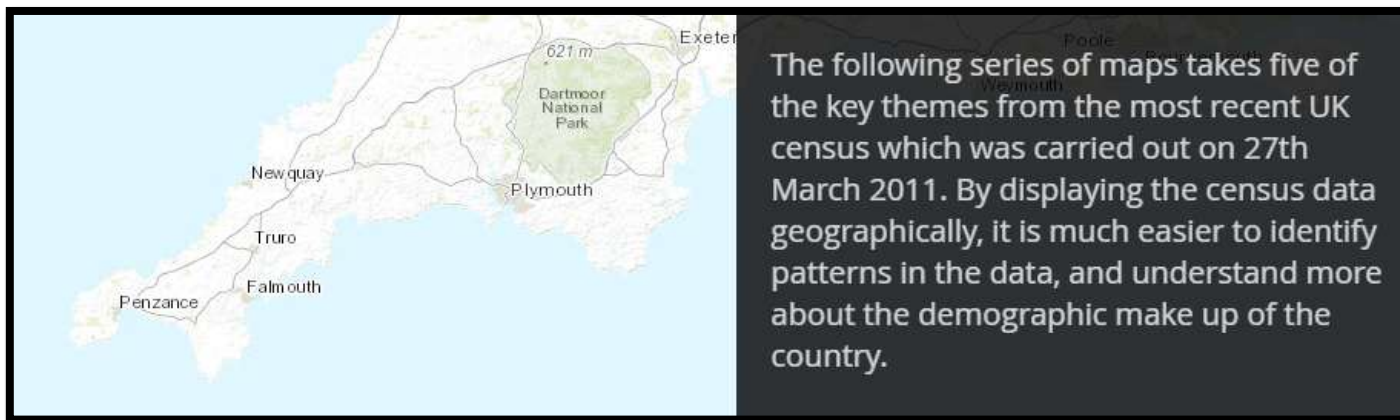 Exeter
621 m
Dartmoor
National
Park
Newquay
Plymouth
Truro
Falmouth
Penzance
Poole
Bournemouth
Weymouth
The following series of maps takes five of
the key themes from the most recent UK
census which was carried out on 27th
March 2011. By displaying the census data
geographically, it is much easier to identify
patterns in the data, and understand more
about the demographic make up of the
country.